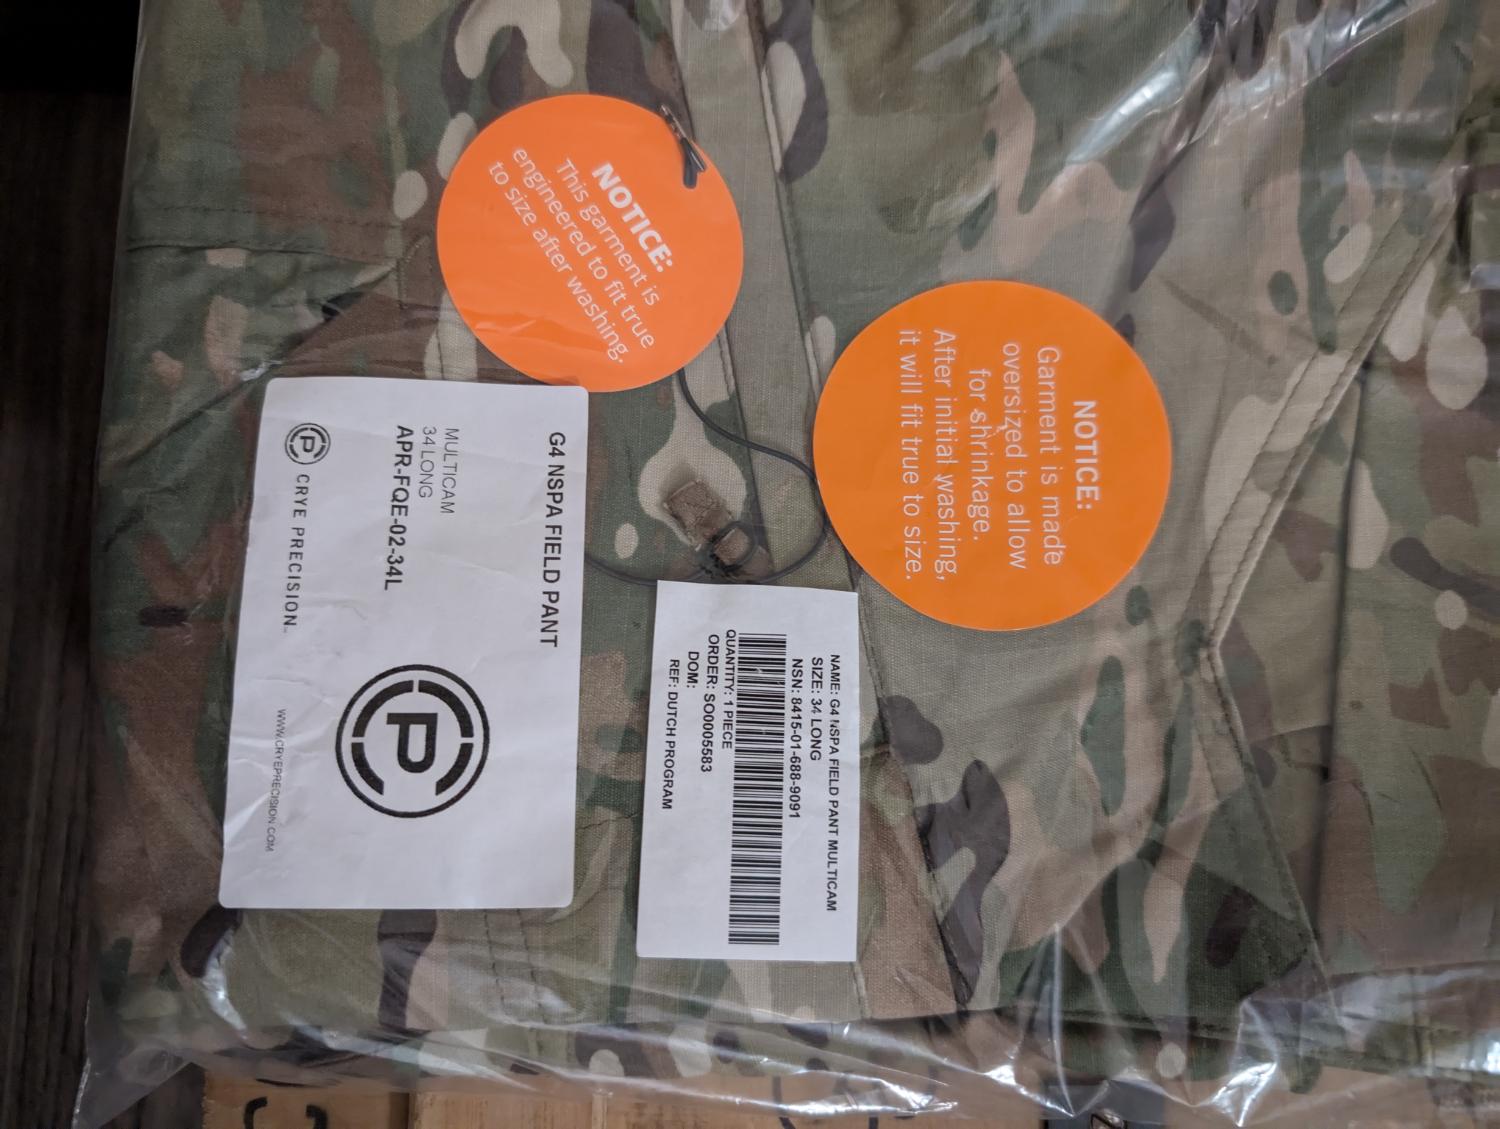 NOTICE:
This garment is
engineered to fit true
to size after washing.
NOTICE:
Garment is made
oversized to allow
for shrinkage.
After initial washing,
it will fit true to size.
G4 NSPA FIELD PANT
MULTICAM
34 LONG
APR-FQE-02-34L
CRYE PRECISION
WWW.CRYEPRECISION.COM
NAME: G4 NSPA FIELD PANT MULTICAM
SIZE: 34 LONG
NSN: 8415-01-688-9091
QUANTITY: 1 PIECE
ORDER: SO0005583
DOM:
REF: DUTCH PROGRAM